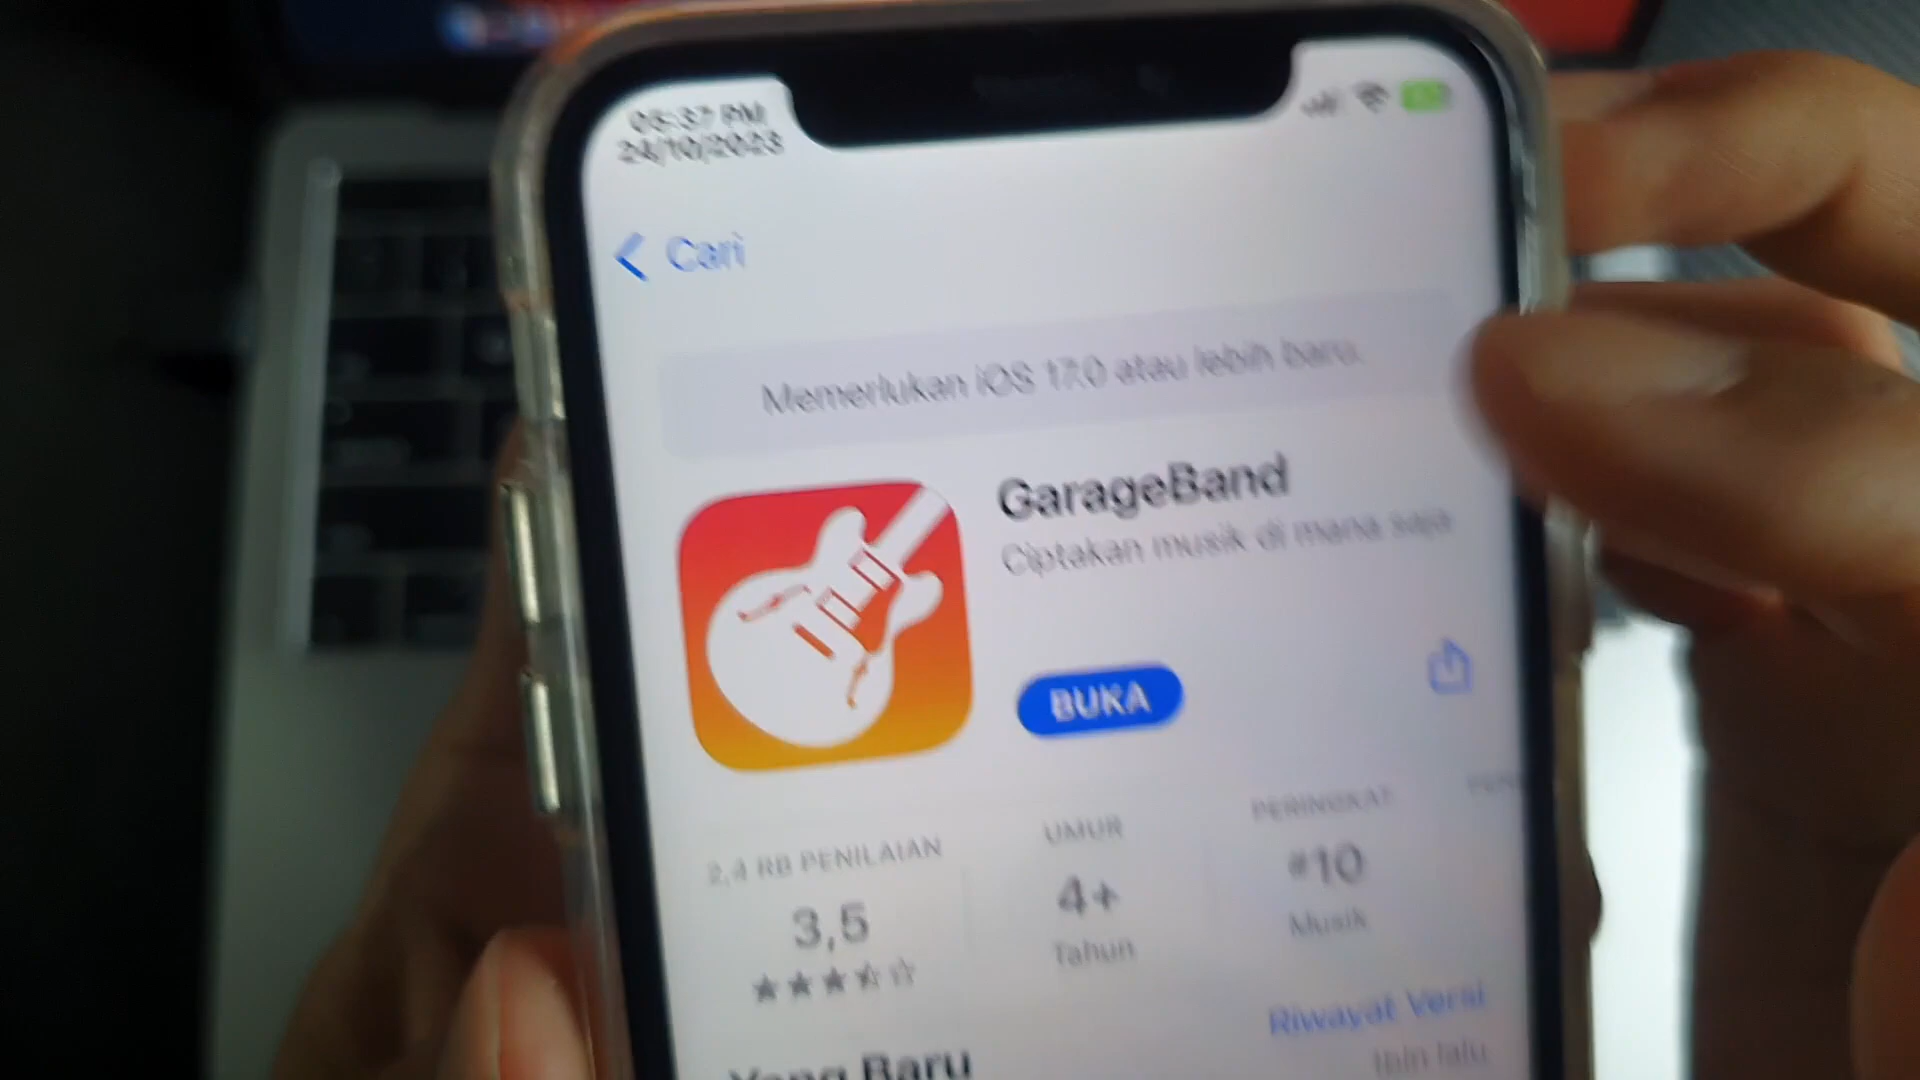 05:37 PM
24/10/2023
Cari
Memerlukan iOS 17.0 atau lebih baru.
GarageBand
Ciptakan musik di mana saja
BUKA
2,4 RB PENILAIAN
3,5
UMUR
4+
Tahun
PERINGKAT
#10
Musik
Yang Baru
Riwayat Versi
thin lalu